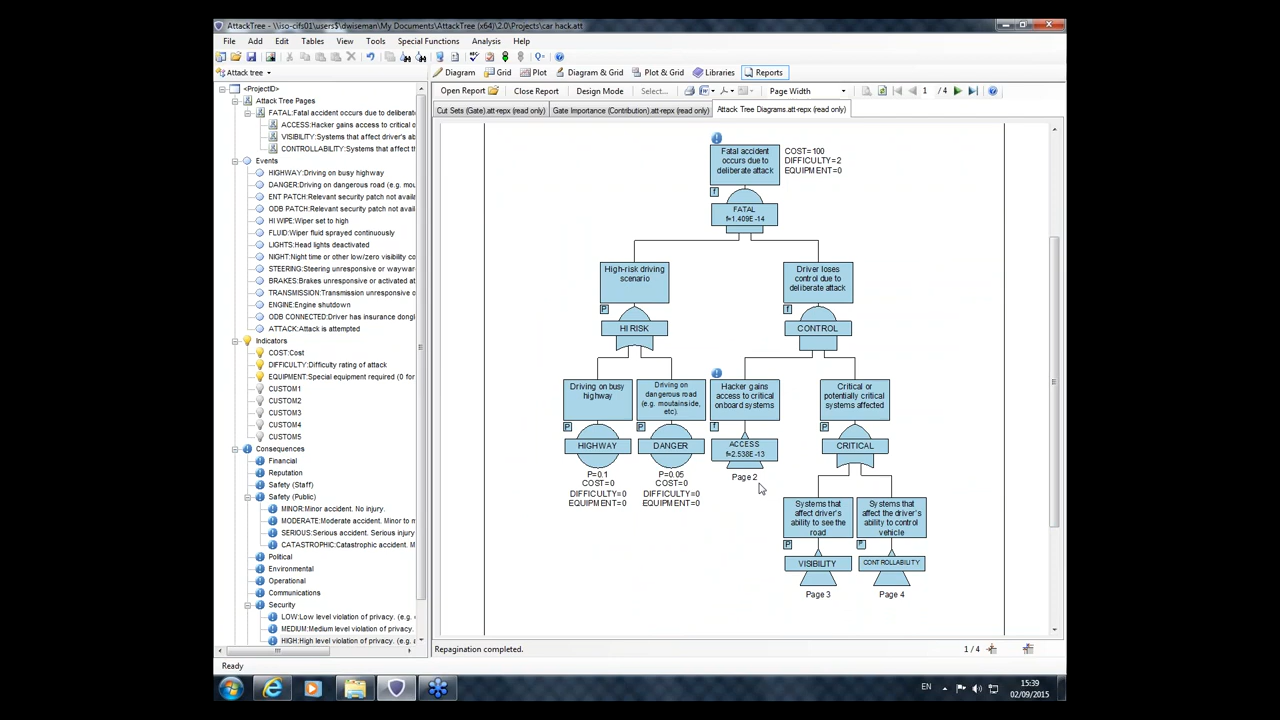 AttackTree - \\iso-cifs01\users$\dwiseman\My Documents\AttackTree (x64)\2.0\Projects\car hack.att
File Add Edit Tables View Tools Special Functions Analysis Help
Attack tree
Diagram Grid Plot Diagram & Grid Plot & Grid Libraries Reports
Open Report Close Report Design Mode Select... Page Width 1 / 4
Cut Sets (Gate).att-repx (read only) Gate Importance (Contribution).att-repx (read only) Attack Tree Diagrams.att-repx (read only)
<ProjectID>
Attack Tree Pages
FATAL:Fatal accident occurs due to deliberate
ACCESS:Hacker gains access to critical o
VISIBILITY:Systems that affect driver's ab
CONTROLLABILITY:Systems that affect th
Events
HIGHWAY:Driving on busy highway
DANGER:Driving on dangerous road (e.g. mou
ENT PATCH:Relevant security patch not availa
ODB PATCH:Relevant security patch not avail
HI WIPE:Wiper set to high
FLUID:Wiper fluid sprayed continously
LIGHTS:Head lights deactivated
NIGHT:Night time or other low/zero visibility co
STEERING:Steering unresponsive or waywar
BRAKES:Brakes unresponsive or activated at
TRANSMISSION:Transmission unresponsive o
ENGINE:Engine shutdown
ODB CONNECTED:Driver has insurance dongl
ATTACK:Attack is attempted
Indicators
COST:Cost
DIFFICULTY:Difficulty rating of attack
EQUIPMENT:Special equipment required (0 for
CUSTOM1
CUSTOM2
CUSTOM3
CUSTOM4
CUSTOM5
Consequences
Financial
Reputation
Safety (Staff)
Safety (Public)
MINOR:Minor accident. No injury.
MODERATE:Moderate accident. Minor to m
SERIOUS:Serious accident. Serious injury
CATASTROPHIC:Catastrophic accident. M
Political
Environmental
Operational
Communications
Security
LOW:Low level violation of privacy. (e.g.
MEDIUM:Medium level violation of privacy.
HIGH:High level violation of privacy. (e.g.
Fatal accident
occurs due to
deliberate attack
COST=100
DIFFICULTY=2
EQUIPMENT=0
f
FATAL
f=1.409E-14
High-risk driving
scenario
P
HI RISK
Driver loses
control due to
deliberate attack
f
CONTROL
Driving on busy
highway
P
HIGHWAY
P=0.1
COST=0
DIFFICULTY=0
EQUIPMENT=0
Driving on
dangerous road
(e.g. moutainside,
etc).
P
DANGER
P=0.05
COST=0
DIFFICULTY=0
EQUIPMENT=0
Hacker gains
access to critical
onboard systems
f
ACCESS
f=2.538E-13
Page 2
Critical or
potentially critical
systems affected
P
CRITICAL
Systems that
affect driver's
ability to see the
road
P
VISIBILITY
Page 3
Systems that
affect the driver's
ability to control
vehicle
P
CONTROLLABILITY
Page 4
Repagination completed. 1 / 4
Ready
EN
15:39
02/09/2015